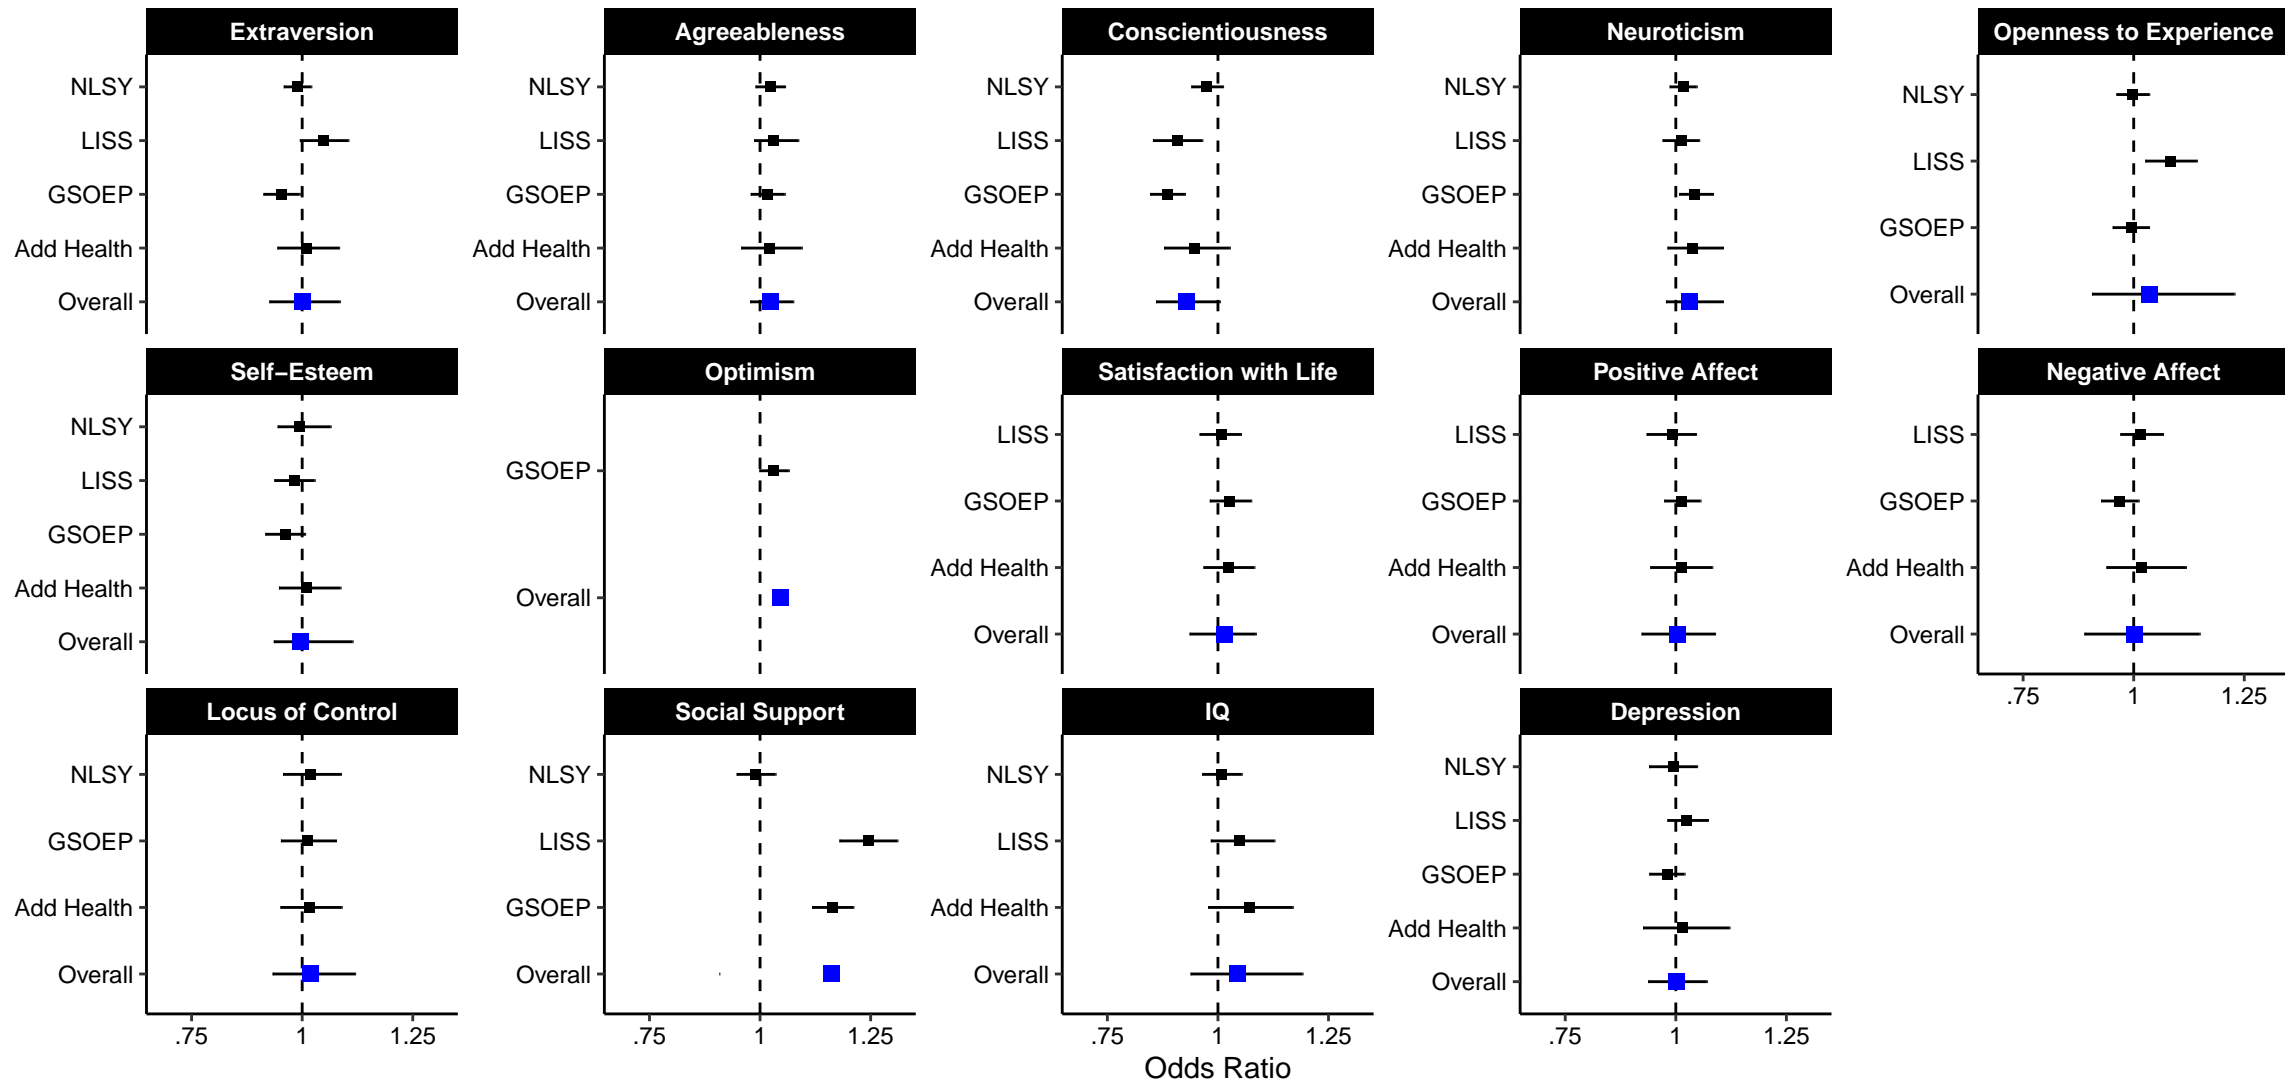 Extraversion
NLSY
LISS
GSOEP
Add Health
Overall
Agreeableness
NLSY
LISS
GSOEP
Add Health
Overall
Conscientiousness
NLSY
LISS
GSOEP
Add Health
Overall
Neuroticism
NLSY
LISS
GSOEP
Add Health
Overall
Openness to Experience
NLSY
LISS
GSOEP
Overall
Self−Esteem
NLSY
LISS
GSOEP
Add Health
Overall
Optimism
GSOEP
Overall
Satisfaction with Life
LISS
GSOEP
Add Health
Overall
Positive Affect
LISS
GSOEP
Add Health
Overall
Negative Affect
LISS
GSOEP
Add Health
Overall
.75 1 1.25
Locus of Control
NLSY
GSOEP
Add Health
Overall
.75 1 1.25
Social Support
NLSY
LISS
GSOEP
Overall
.75 1 1.25
IQ
NLSY
LISS
Add Health
Overall
.75 1 1.25
Depression
NLSY
LISS
GSOEP
Add Health
Overall
.75 1 1.25
Odds Ratio